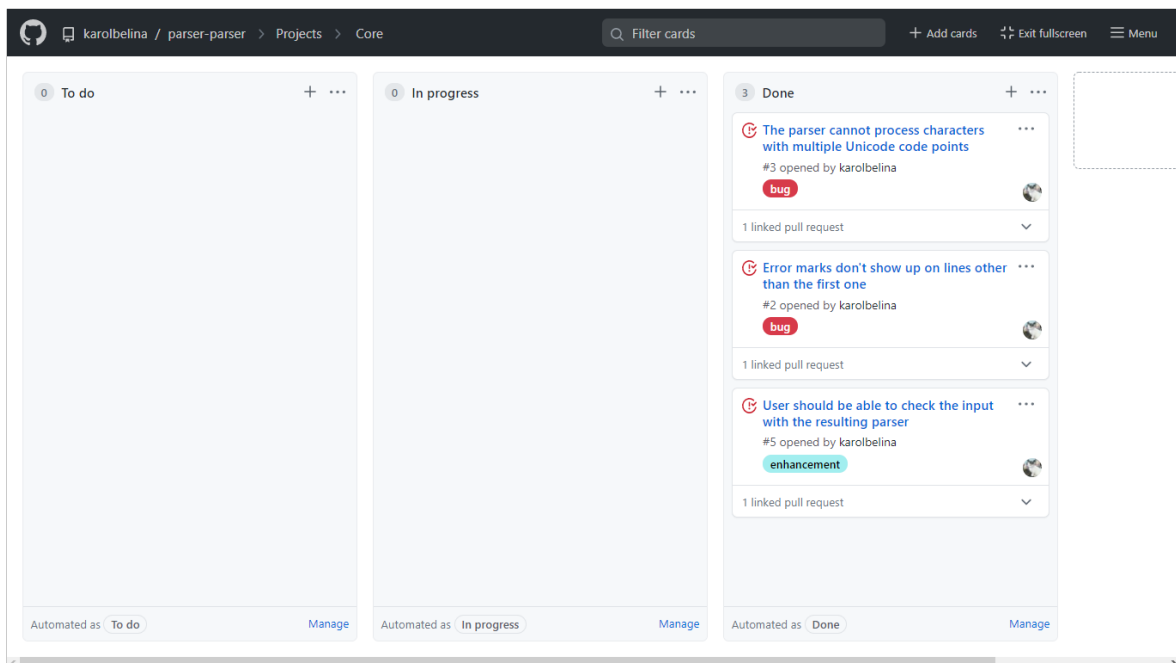 karolbelina / parser-parser > Projects > Core
Filter cards
+ Add cards
Exit fullscreen
Menu
0 To do
0 In progress
3 Done
The parser cannot process characters
with multiple Unicode code points
#3 opened by karolbelina
bug
1 linked pull request
Error marks don't show up on lines other
than the first one
#2 opened by karolbelina
bug
1 linked pull request
User should be able to check the input
with the resulting parser
#5 opened by karolbelina
enhancement
1 linked pull request
Automated as To do Manage
Automated as In progress Manage
Automated as Done Manage